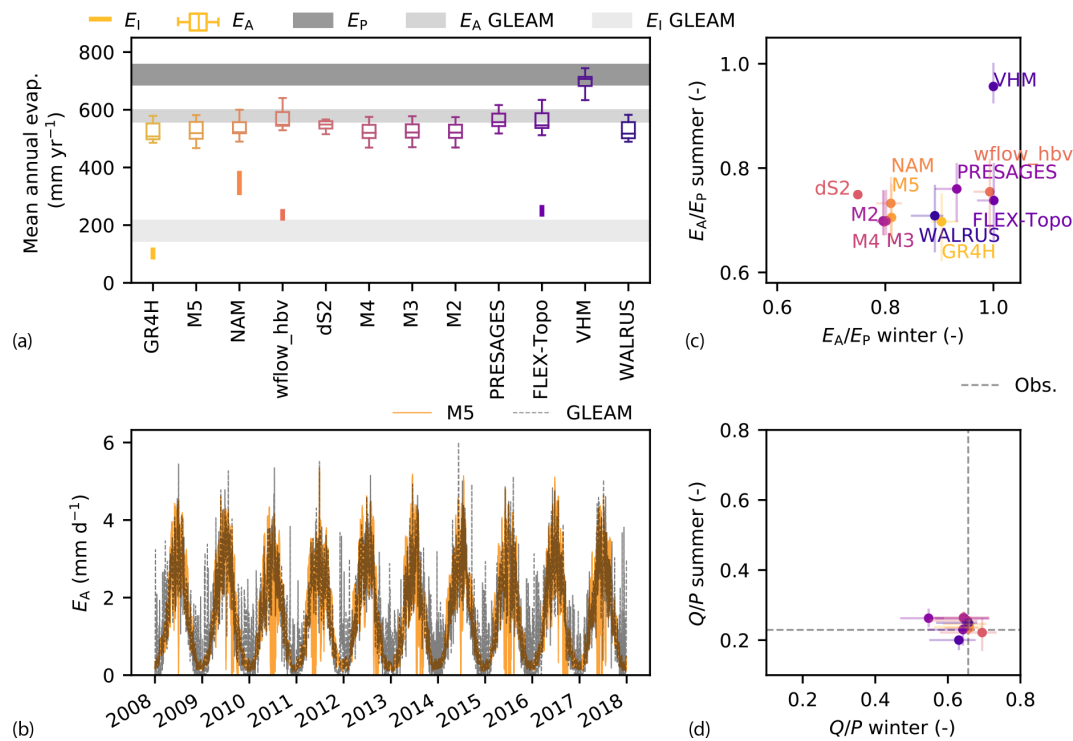 E_I E_A E_P E_A GLEAM E_I GLEAM
Mean annual evap.
(mm yr⁻¹)
800
600
400
200
0
GR4H M5 NAM wflow_hbv dS2 M4 M3 M2 PRESAGES FLEX-Topo VHM WALRUS
(a)
E_A/E_P summer (-)
1.0
0.8
0.6
VHM
wflow_hbv
NAM
PRESAGES
dS2
M5
M2
FLEX-Topo
M4 M3
WALRUS
GR4H
0.6 0.8 1.0
E_A/E_P winter (-)
(c)
M5 GLEAM
E_A (mm d⁻¹)
6
4
2
0
2008 2009 2010 2011 2012 2013 2014 2015 2016 2017 2018
(b)
Obs.
Q/P summer (-)
0.8
0.6
0.4
0.2
0.2 0.4 0.6 0.8
Q/P winter (-)
(d)